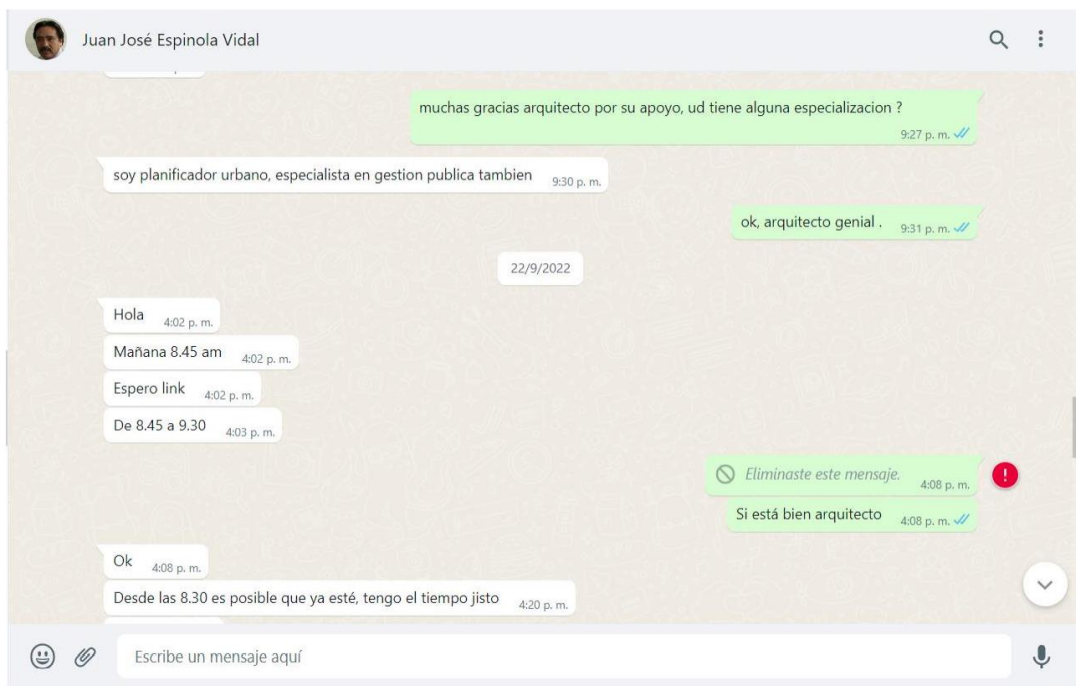 Juan José Espinola Vidal
muchas gracias arquitecto por su apoyo, ud tiene alguna especializacion ?
9:27 p. m.
soy planificador urbano, especialista en gestion publica tambien 9:30 p. m.
ok, arquitecto genial . 9:31 p. m.
22/9/2022
Hola 4:02 p. m.
Mañana 8.45 am 4:02 p. m.
Espero link 4:02 p. m.
De 8.45 a 9.30 4:03 p. m.
Eliminaste este mensaje. 4:08 p. m.
Si está bien arquitecto 4:08 p. m.
Ok 4:08 p. m.
Desde las 8.30 es posible que ya esté, tengo el tiempo jisto 4:20 p. m.
Escribe un mensaje aquí